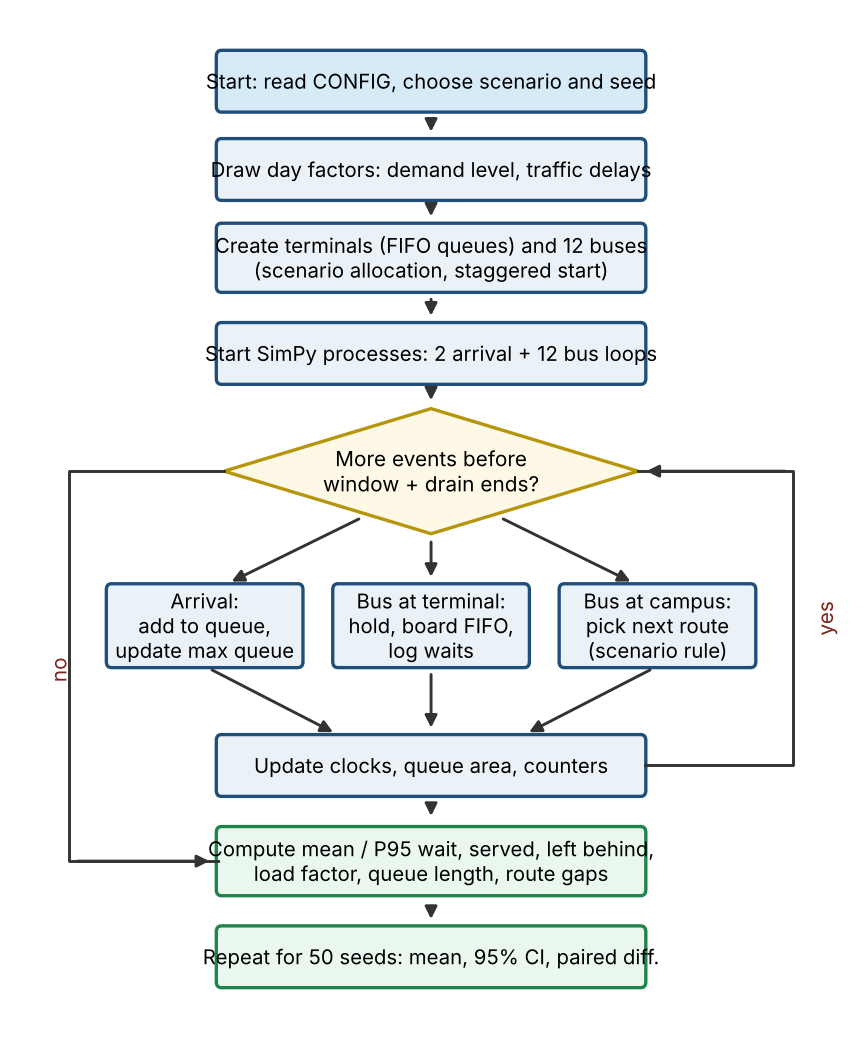 Start: read CONFIG, choose scenario and seed
Draw day factors: demand level, traffic delays
Create terminals (FIFO queues) and 12 buses
(scenario allocation, staggered start)
Start SimPy processes: 2 arrival + 12 bus loops
More events before
window + drain ends?
Arrival:
add to queue,
update max queue
Bus at terminal:
hold, board FIFO,
log waits
Bus at campus:
pick next route
(scenario rule)
yes
no
Update clocks, queue area, counters
Compute mean / P95 wait, served, left behind,
load factor, queue length, route gaps
Repeat for 50 seeds: mean, 95% CI, paired diff.